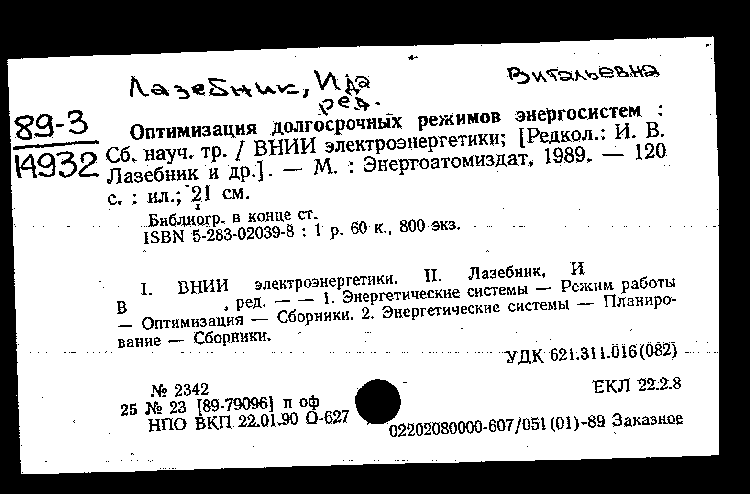 Лазебник, Ида Витальевна
ред.
89-3
14932
Оптимизация долгосрочных режимов энергосистем :
Сб. науч. тр. / ВНИИ электроэнергетики; [Редкол.: И. В.
Лазебник и др.]. — М. : Энергоатомиздат, 1989. — 120
с. : ил.; 21 см.
Библиогр. в конце ст.
ISBN 5-283-02039-8 : 1 р. 60 к., 800 экз.
I. ВНИИ электроэнергетики. II. Лазебник, И
В , ред. — — 1. Энергетические системы — Режим работы
— Оптимизация — Сборники. 2. Энергетические системы — Планиро-
вание — Сборники.
УДК 621.311.016(082)
№ 2342
ЕКЛ 22.2.8
25 № 23 [89-79096] п оф
НПО ВКП 22.01.90 О-627
02202080000-607/051(01)-89 Заказное